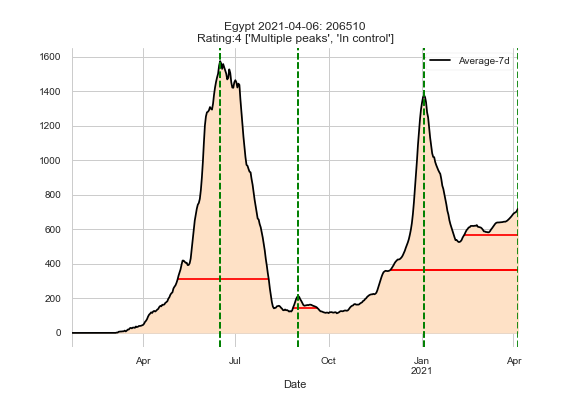 Egypt 2021-04-06: 206510
Rating:4 ['Multiple peaks', 'In control']
Average-7d
1600
1400
1200
1000
800
600
400
200
0
Apr
Jul
Oct
Jan
2021
Apr
Date